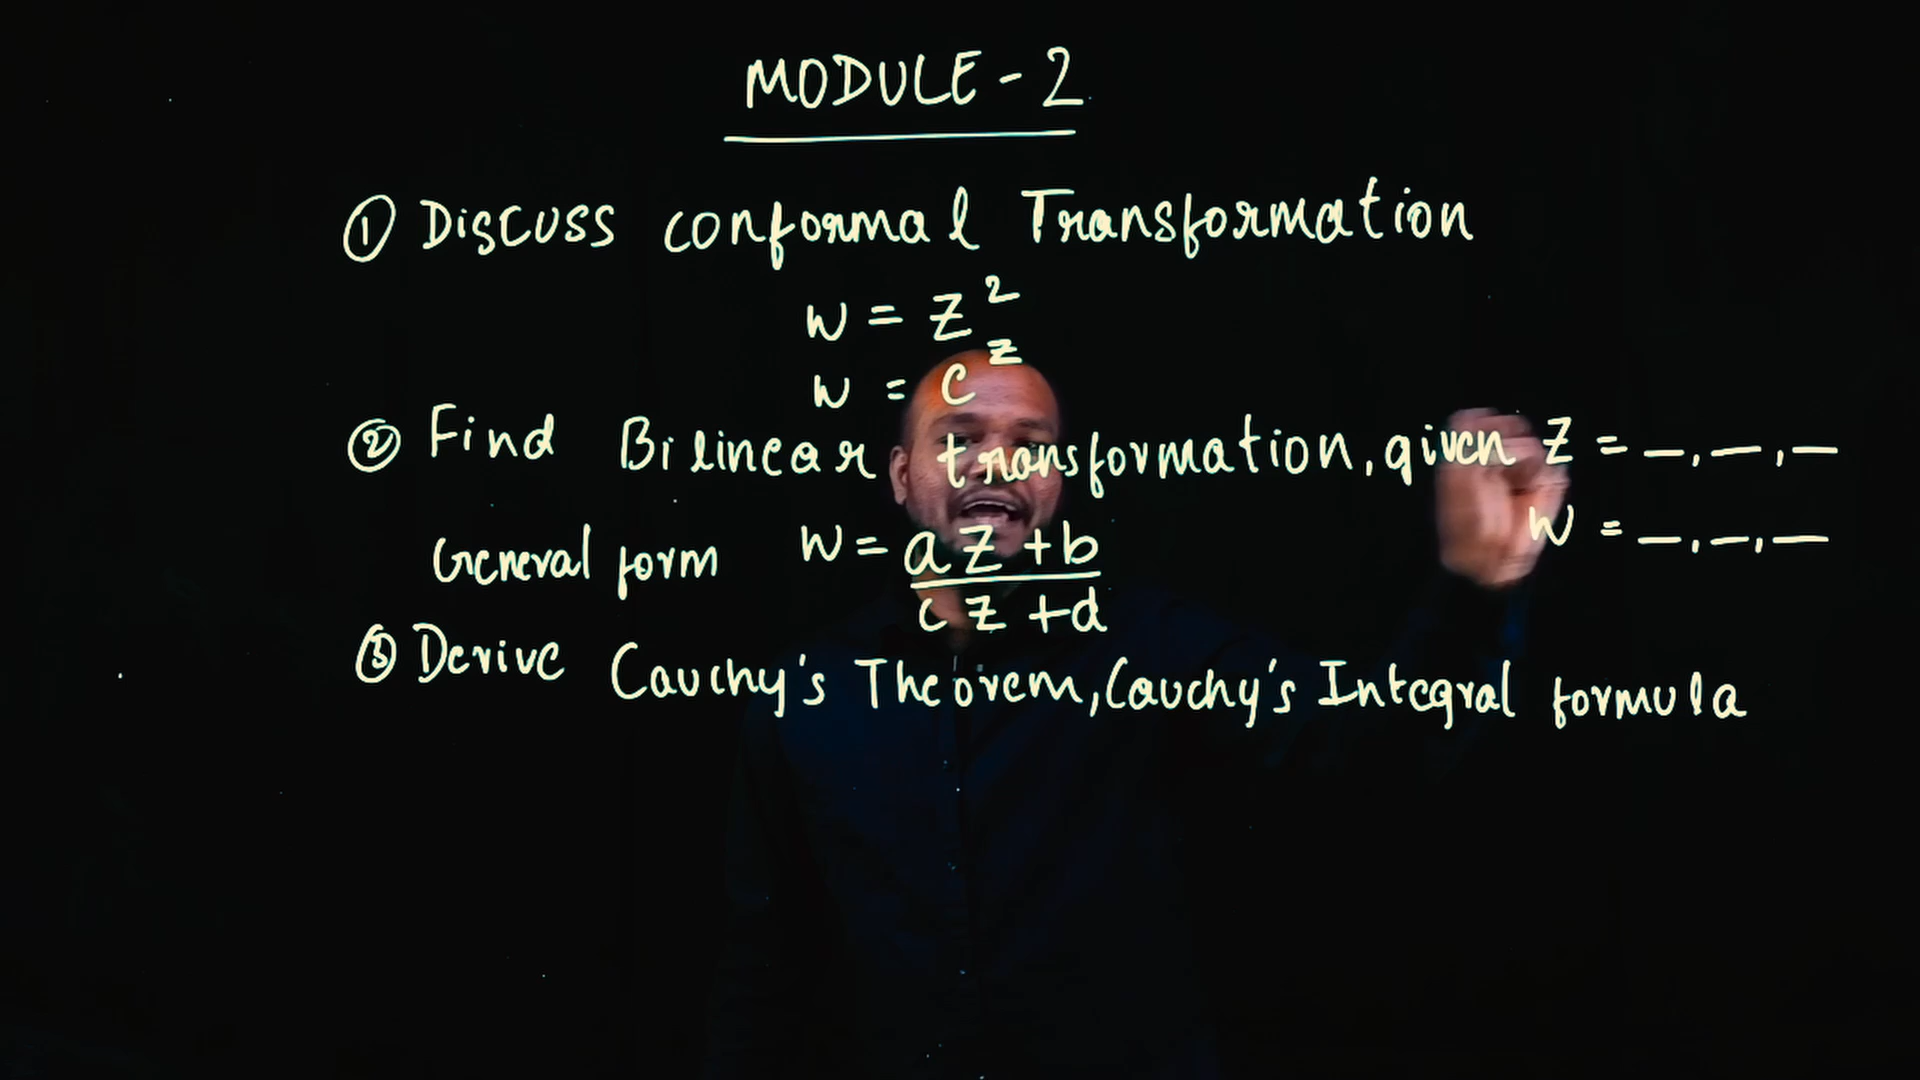 MODULE - 2
① Discuss conformal Transformation
w = z²
w = e^z
② Find Bilinear transformation, given z = —, —, —
w = —, —, —
General form w = az + b / cz + d
③ Derive Cauchy's Theorem, Cauchy's Integral formula